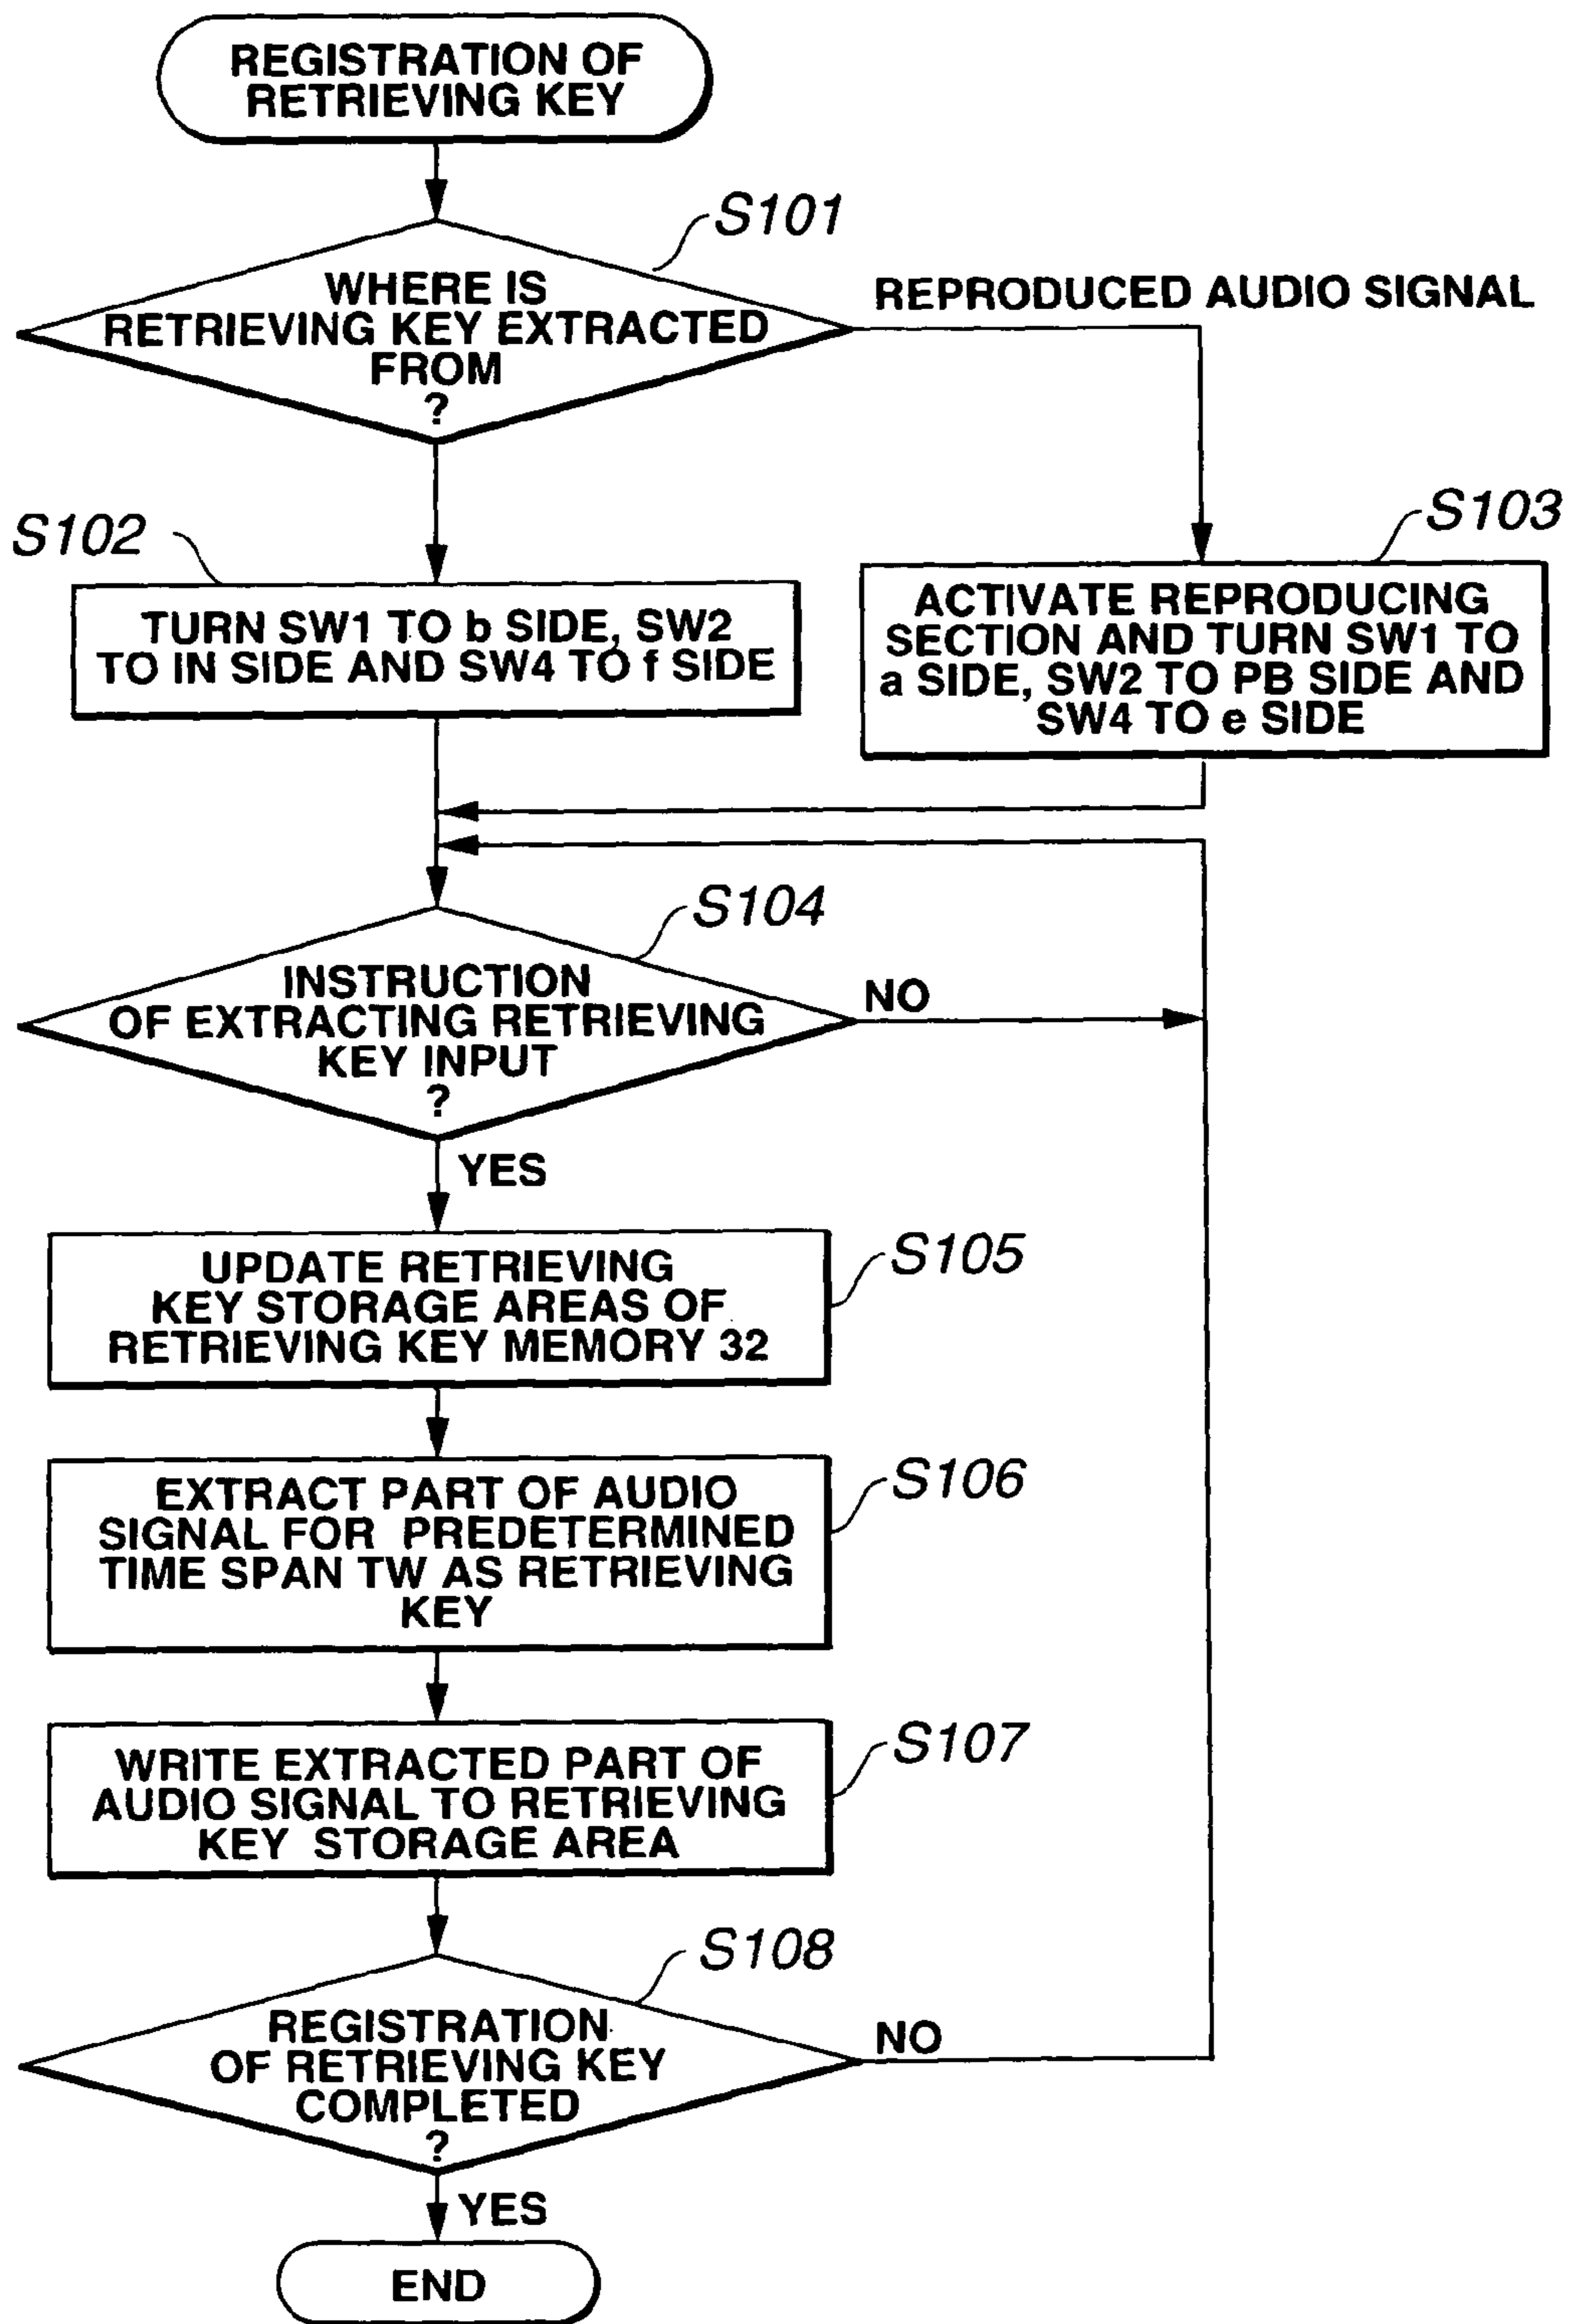 REGISTRATION OF
RETRIEVING KEY
S101
WHERE IS
RETRIEVING KEY EXTRACTED
FROM
?
REPRODUCED AUDIO SIGNAL
S102
TURN SW1 TO b SIDE, SW2
TO IN SIDE AND SW4 TO f SIDE
S103
ACTIVATE REPRODUCING
SECTION AND TURN SW1 TO
a SIDE, SW2 TO PB SIDE AND
SW4 TO e SIDE
S104
INSTRUCTION
OF EXTRACTING RETRIEVING
KEY INPUT
?
NO
YES
S105
UPDATE RETRIEVING
KEY STORAGE AREAS OF
RETRIEVING KEY MEMORY 32
S106
EXTRACT PART OF AUDIO
SIGNAL FOR PREDETERMINED
TIME SPAN TW AS RETRIEVING
KEY
S107
WRITE EXTRACTED PART OF
AUDIO SIGNAL TO RETRIEVING
KEY STORAGE AREA
S108
REGISTRATION
OF RETRIEVING KEY
COMPLETED
?
NO
YES
END